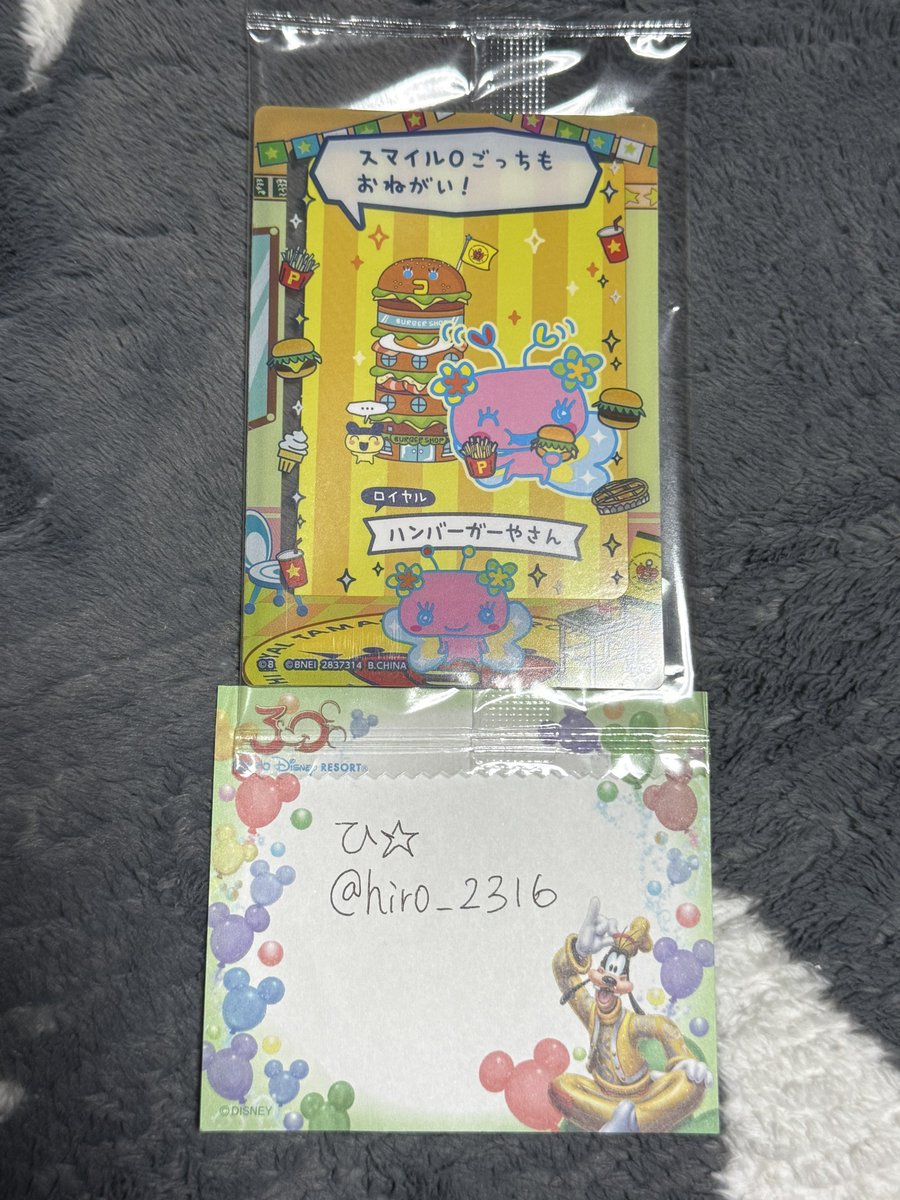 スマイル0ごっちも
おねがい!
コ
BURGER SHOP
P
...
BURGER SHOP
P
ロイヤル
ハンバーガーやさん
©8 ©BNEI 2837314 B.CHINA
30
Disney RESORT®
ひ☆
@hiro_2316
©DISNEY